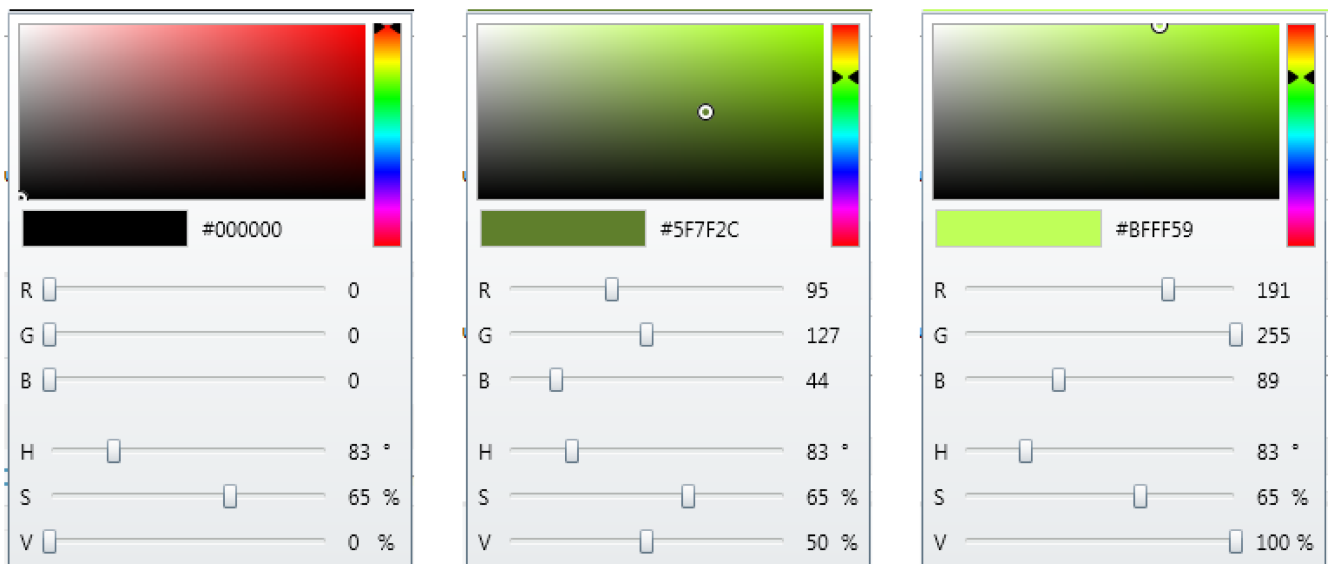 #000000
R 0
G 0
B 0
H 83 °
S 65 %
V 0 %
#5F7F2C
R 95
G 127
B 44
H 83 °
S 65 %
V 50 %
#BFFF59
R 191
G 255
B 89
H 83 °
S 65 %
V 100 %